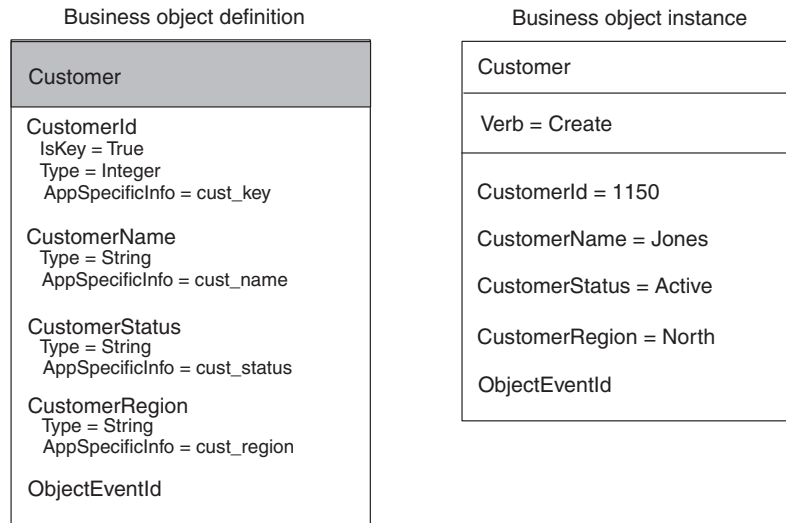 Business object definition
Customer
CustomerId
IsKey = True
Type = Integer
AppSpecificInfo = cust_key
CustomerName
Type = String
AppSpecificInfo = cust_name
CustomerStatus
Type = String
AppSpecificInfo = cust_status
CustomerRegion
Type = String
AppSpecificInfo = cust_region
ObjectEventId
Business object instance
Customer
Verb = Create
CustomerId = 1150
CustomerName = Jones
CustomerStatus = Active
CustomerRegion = North
ObjectEventId